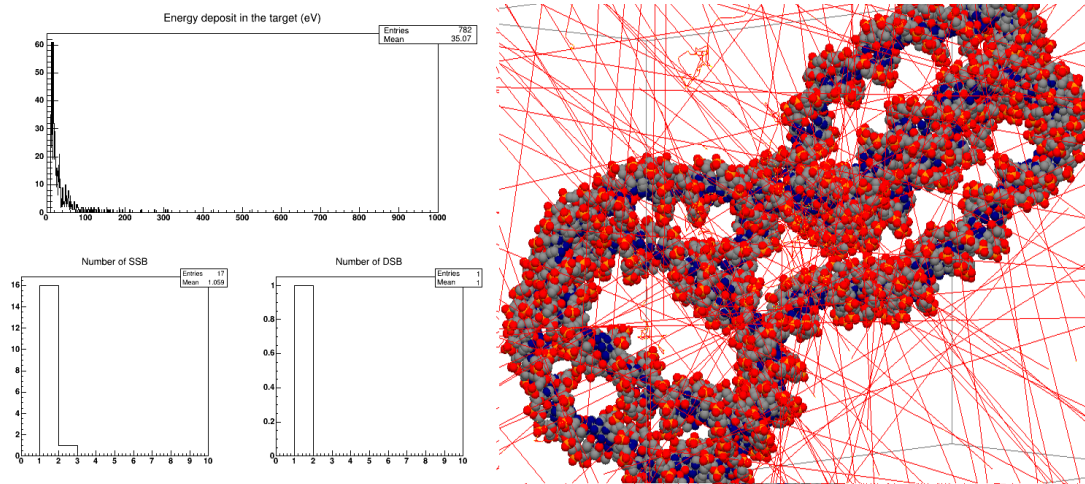 Energy deposit in the target (eV)
Entries 782
Mean 35.07
60
50
40
30
20
10
0
0 100 200 300 400 500 600 700 800 900 1000
Number of SSB
Entries 17
Mean 1.059
16
14
12
10
8
6
4
2
0 1 2 3 4 5 6 7 8 9 10
Number of DSB
Entries 1
Mean 1
1
0.8
0.6
0.4
0.2
0
0 1 2 3 4 5 6 7 8 9 10